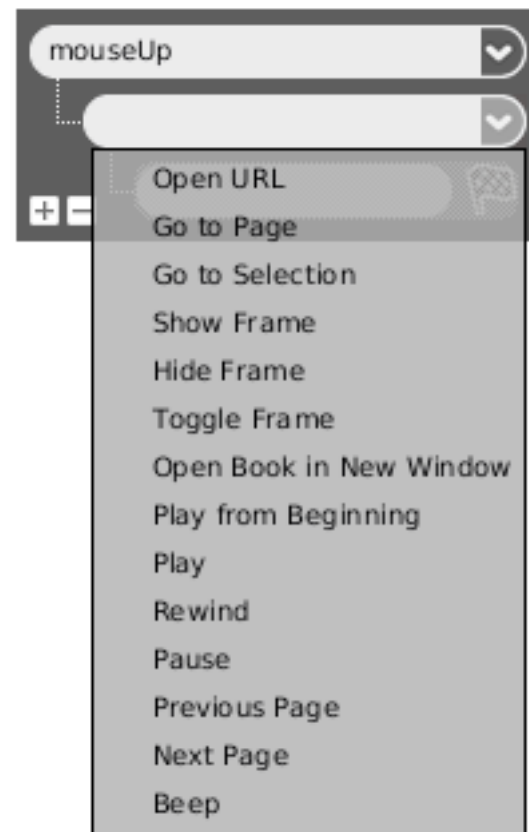 mouseUp
Open URL
Go to Page
Go to Selection
Show Frame
Hide Frame
Toggle Frame
Open Book in New Window
Play from Beginning
Play
Rewind
Pause
Previous Page
Next Page
Beep